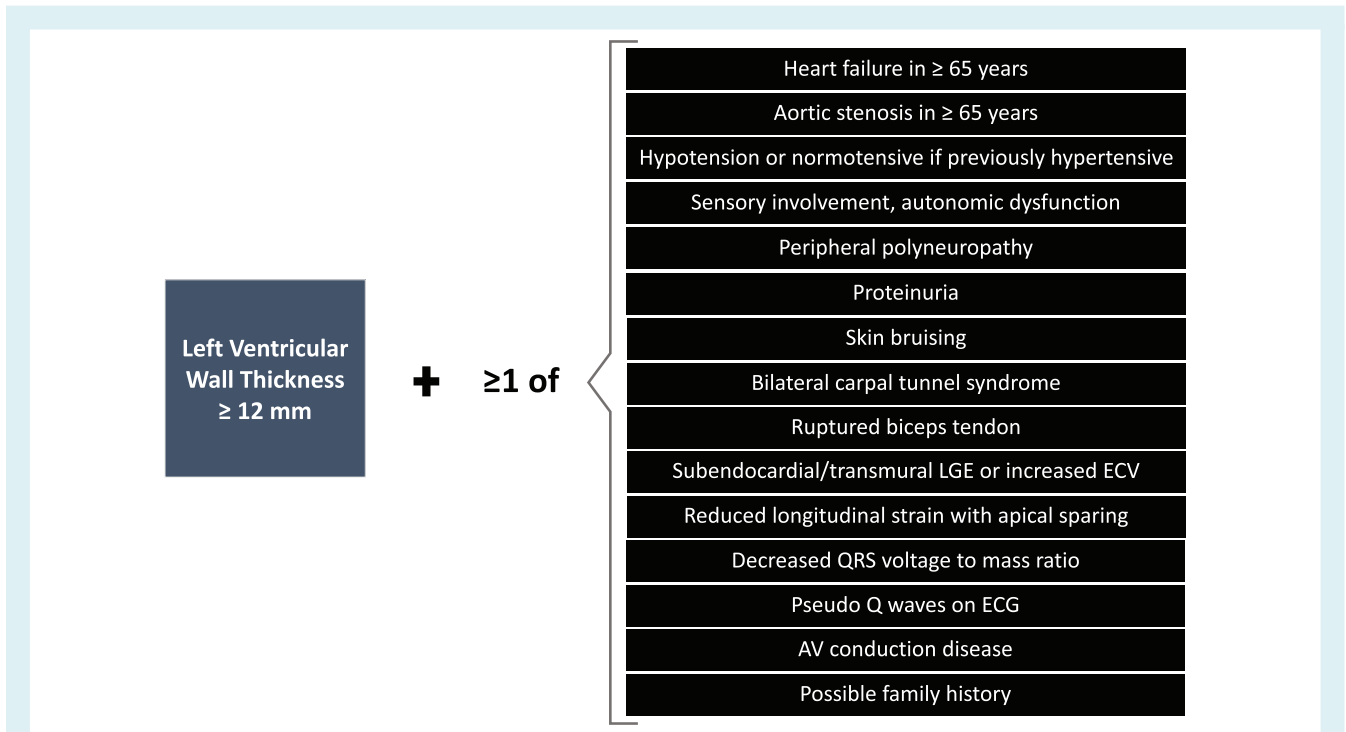 Left Ventricular
Wall Thickness
≥ 12 mm
+
≥1 of
Heart failure in ≥ 65 years
Aortic stenosis in ≥ 65 years
Hypotension or normotensive if previously hypertensive
Sensory involvement, autonomic dysfunction
Peripheral polyneuropathy
Proteinuria
Skin bruising
Bilateral carpal tunnel syndrome
Ruptured biceps tendon
Subendocardial/transmural LGE or increased ECV
Reduced longitudinal strain with apical sparing
Decreased QRS voltage to mass ratio
Pseudo Q waves on ECG
AV conduction disease
Possible family history